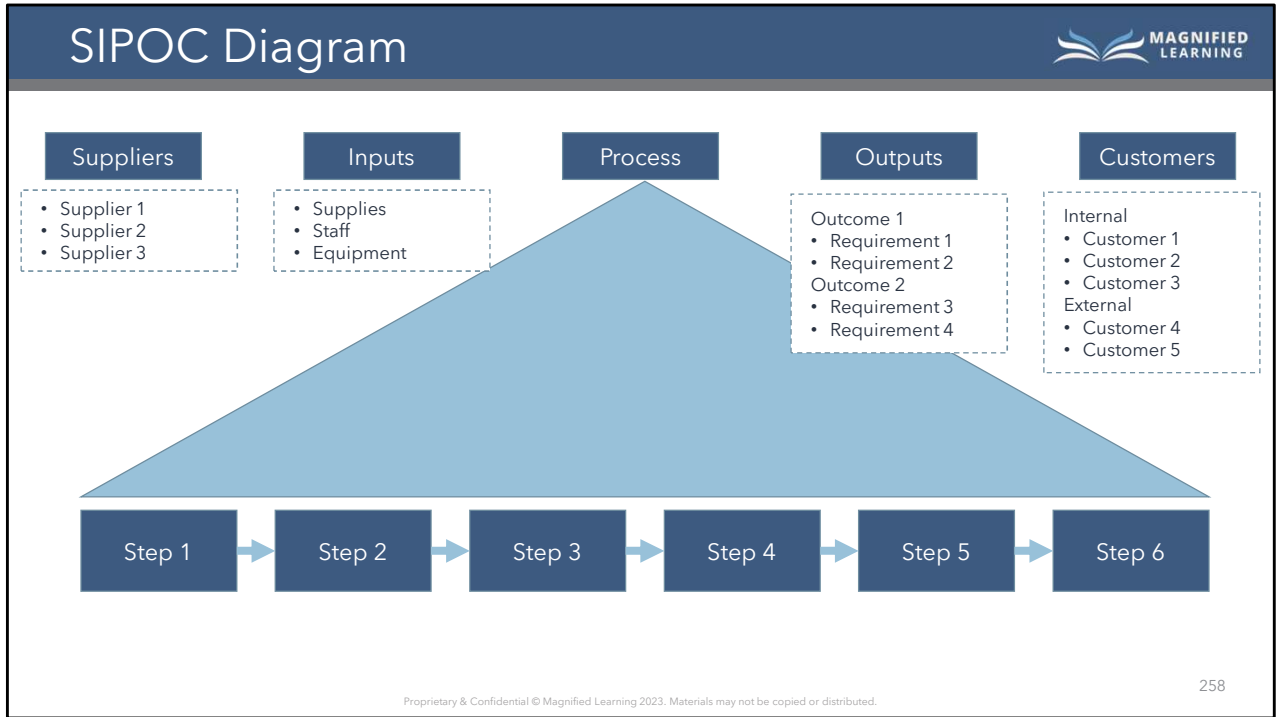 SIPOC Diagram
MAGNIFIED
LEARNING
Suppliers
Inputs
Process
Outputs
Customers
• Supplier 1
• Supplier 2
• Supplier 3
• Supplies
• Staff
• Equipment
Outcome 1
• Requirement 1
• Requirement 2
Outcome 2
• Requirement 3
• Requirement 4
Internal
• Customer 1
• Customer 2
• Customer 3
External
• Customer 4
• Customer 5
Step 1
Step 2
Step 3
Step 4
Step 5
Step 6
258
Proprietary & Confidential © Magnified Learning 2023. Materials may not be copied or distributed.